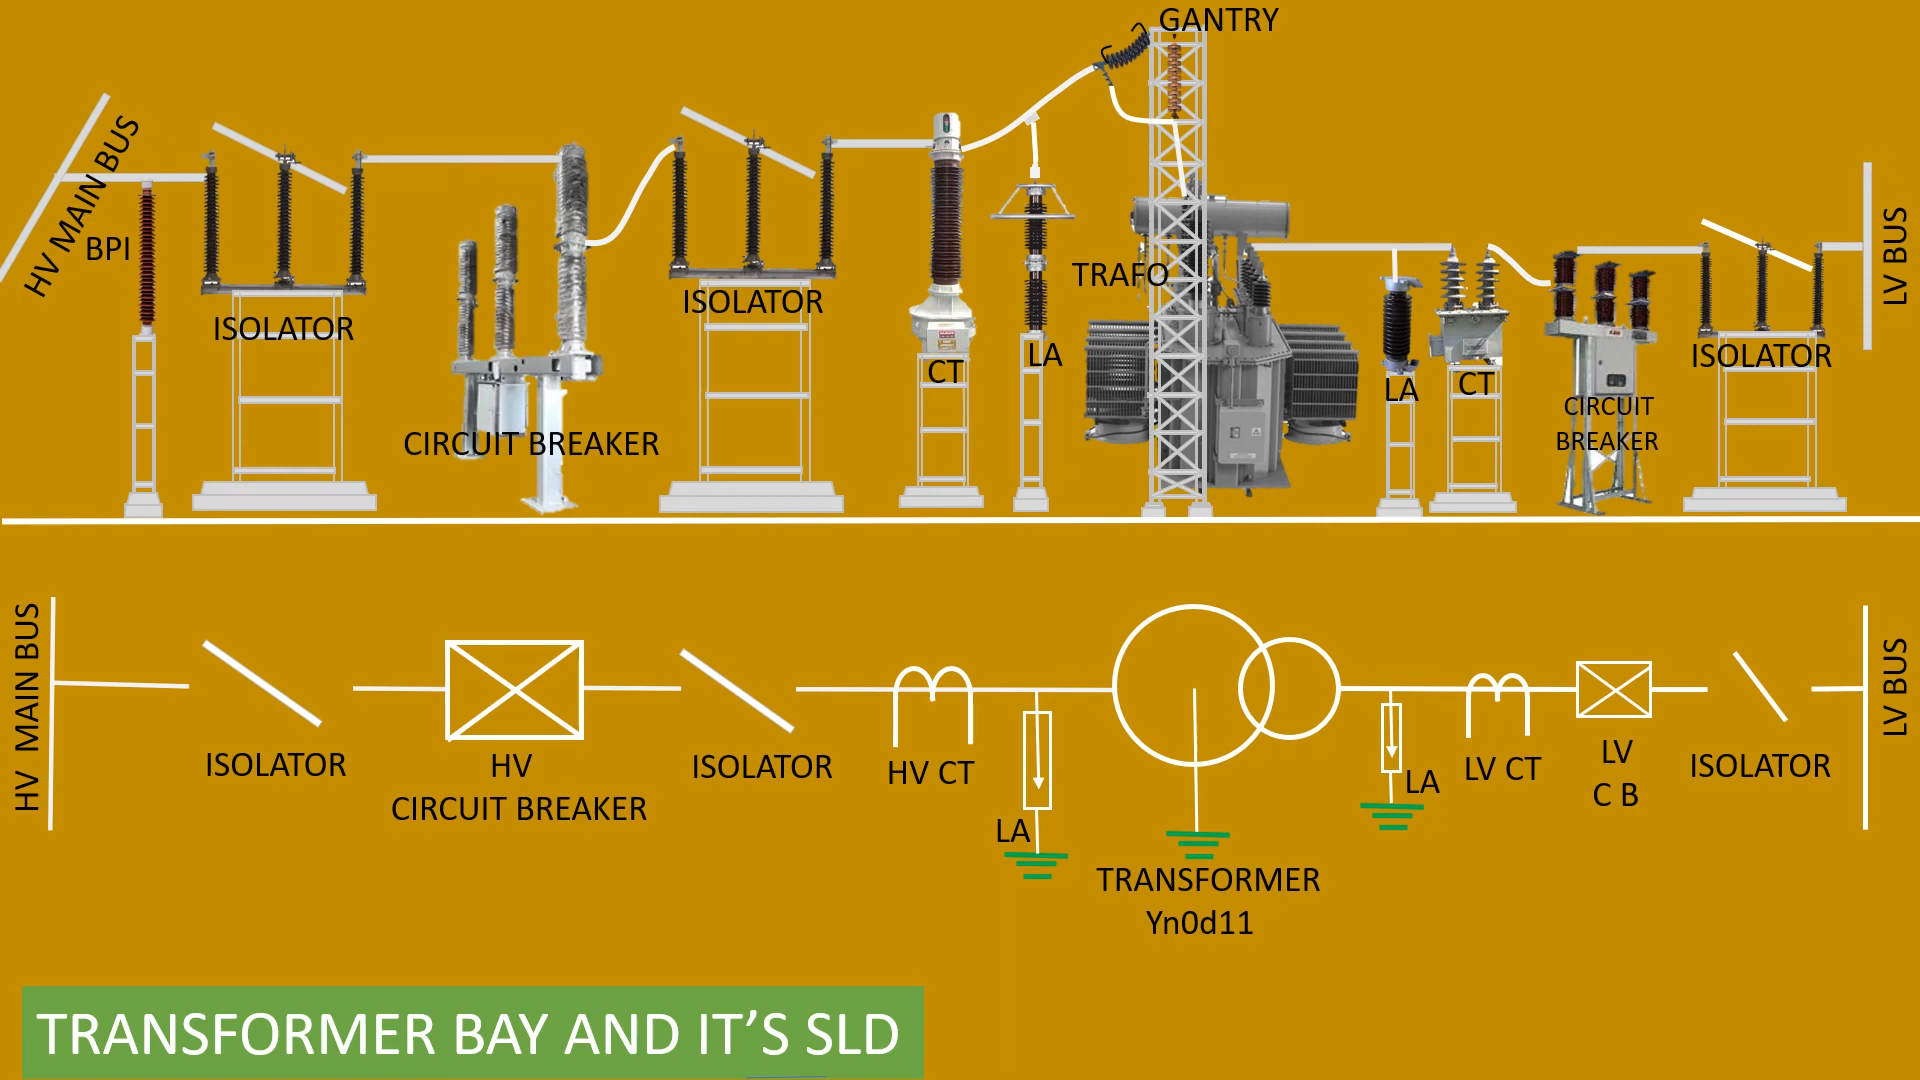 GANTRY
HV MAIN BUS
BPI
ISOLATOR
CIRCUIT BREAKER
ISOLATOR
CT
LA
TRAFO
LA
CT
CIRCUIT
BREAKER
ISOLATOR
LV BUS
HV MAIN BUS
ISOLATOR
HV
CIRCUIT BREAKER
ISOLATOR
HV CT
LA
TRANSFORMER
Yn0d11
LA
LV CT
LV
C B
ISOLATOR
LV BUS
TRANSFORMER BAY AND IT’S SLD